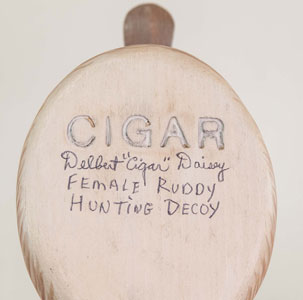 CIGAR
Delbert "Cigar" Daisey
FEMALE RUDDY
HUNTING DECOY